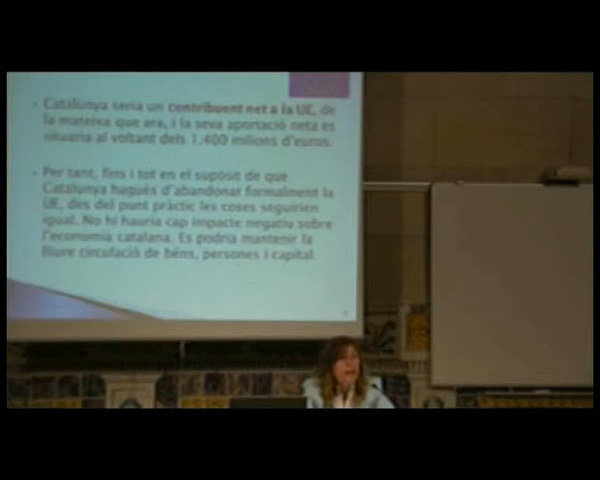 Catalunya seria un contribuent net a la UE, de
la mateixa que ara, i la seva aportació neta es
situaria al voltant dels 1.400 milions d'euros.
Per tant, fins i tot en el supòsit de que
Catalunya hagués d'abandonar formalment la
UE, des del punt pràctic les coses seguirien
igual. No hi hauria cap impacte negatiu sobre
l'economia catalana. Es podria mantenir la
lliure circulació de béns, persones i capital.